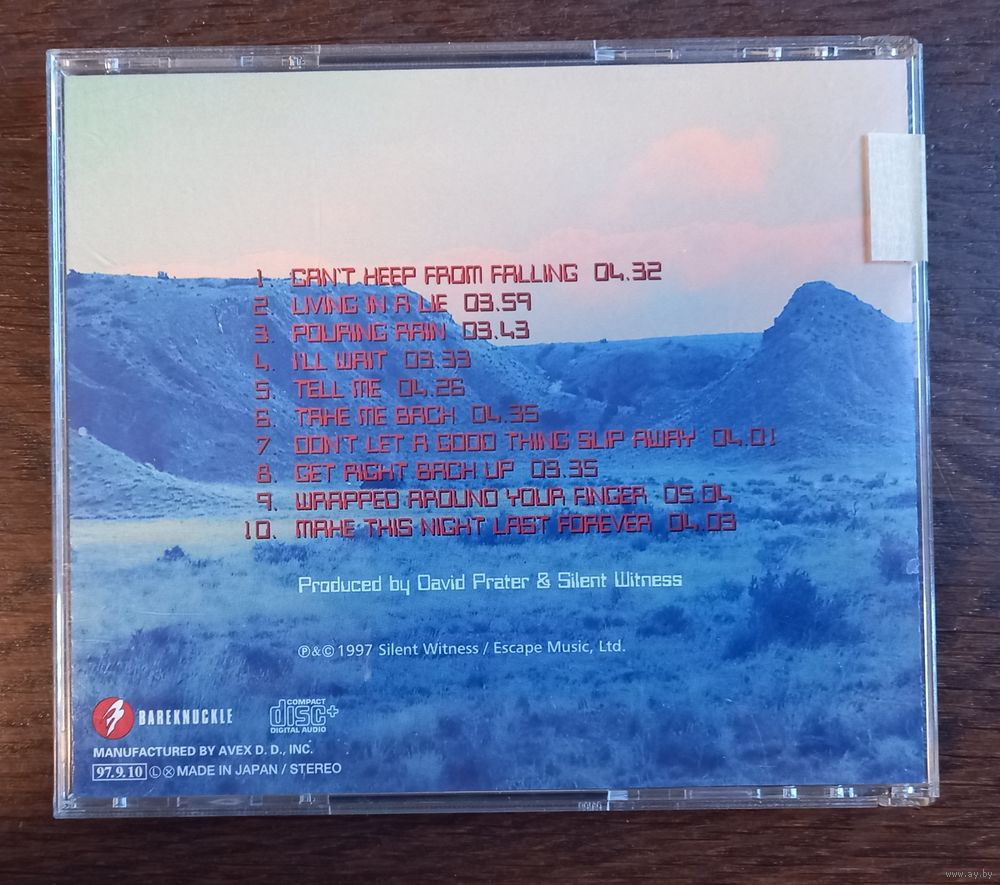 1 CAN'T KEEP FROM FALLING 04.32
2 LIVING IN A LIE 03.59
3. POURING RAIN 03.43
4. I'LL WAIT 03.33
5. TELL ME 04.26
6. TAKE ME BACK 04.35
7 DON'T LET A GOOD THING SLIP AWAY 04.01
8. GET RIGHT BACK UP 03.35
9. WRAPPED AROUND YOUR FINGER 05.04
10. MAKE THIS NIGHT LAST FOREVER 04.03
Produced by David Prater & Silent Witness
℗&© 1997 Silent Witness / Escape Music, Ltd.
BAREKNUCKLE
COMPACT
disc+
DIGITAL AUDIO
MANUFACTURED BY AVEX D. D., INC.
97.9.10 Ⓛ Ⓧ MADE IN JAPAN / STEREO
www.ay.by